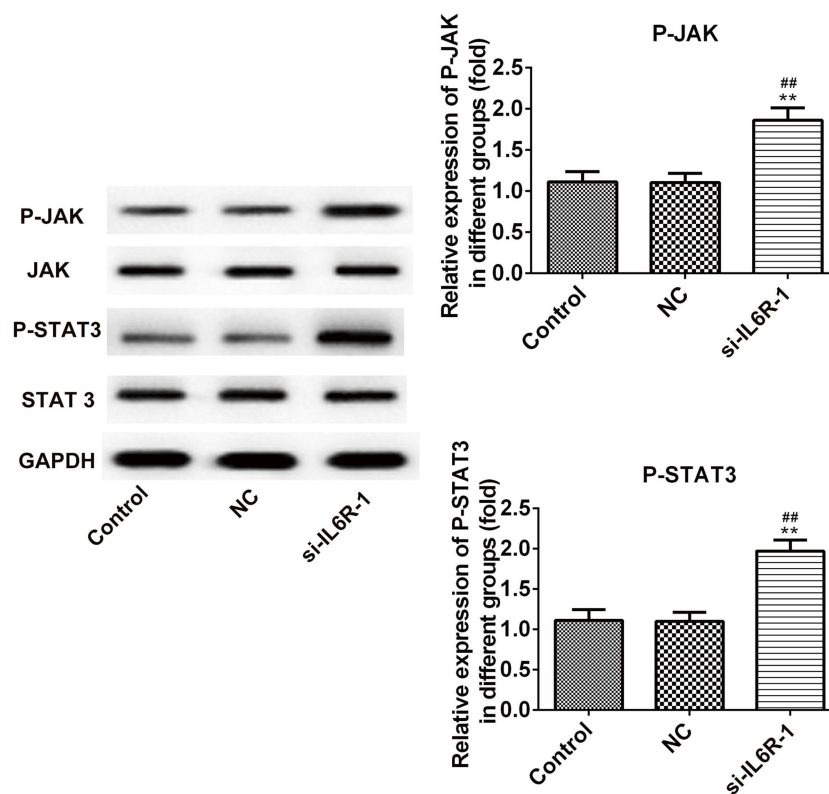 P-JAK
JAK
P-STAT3
STAT 3
GAPDH
Control
NC
si-IL6R-1
P-JAK
Relative expression of P-JAK
in different groups (fold)
2.5
2.0
1.5
1.0
0.5
0.0
##
**
Control
NC
si-IL6R-1
P-STAT3
Relative expression of P-STAT3
in different groups (fold)
2.5
2.0
1.5
1.0
0.5
0.0
##
**
Control
NC
si-IL6R-1